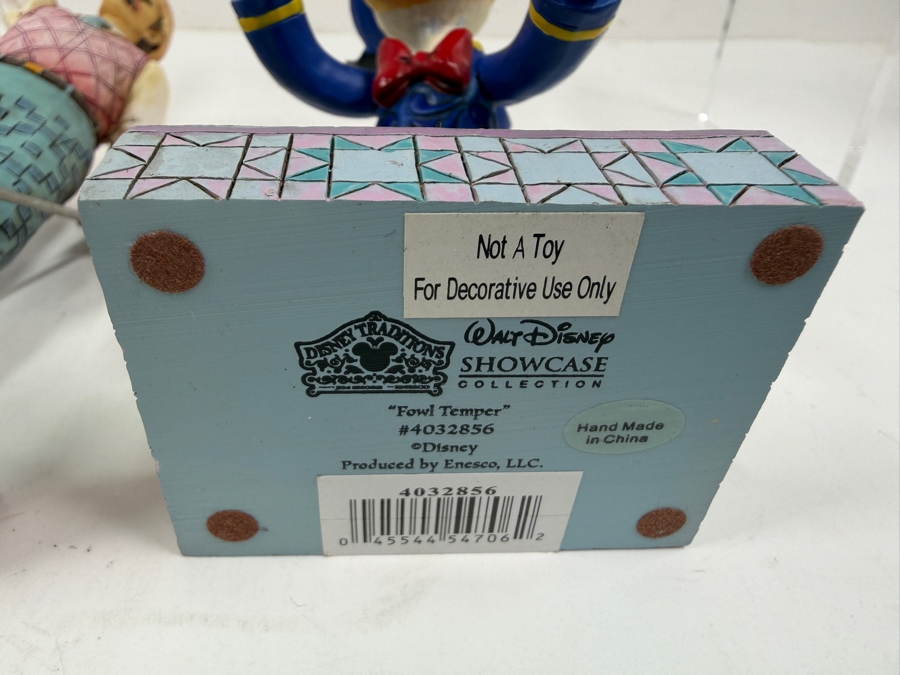 Not A Toy
For Decorative Use Only
DISNEY TRADITIONS
WALT DISNEY
SHOWCASE
COLLECTION
"Fowl Temper"
#4032856
©Disney
Produced by Enesco, LLC.
Hand Made
in China
4032856
0 45544 54706 2